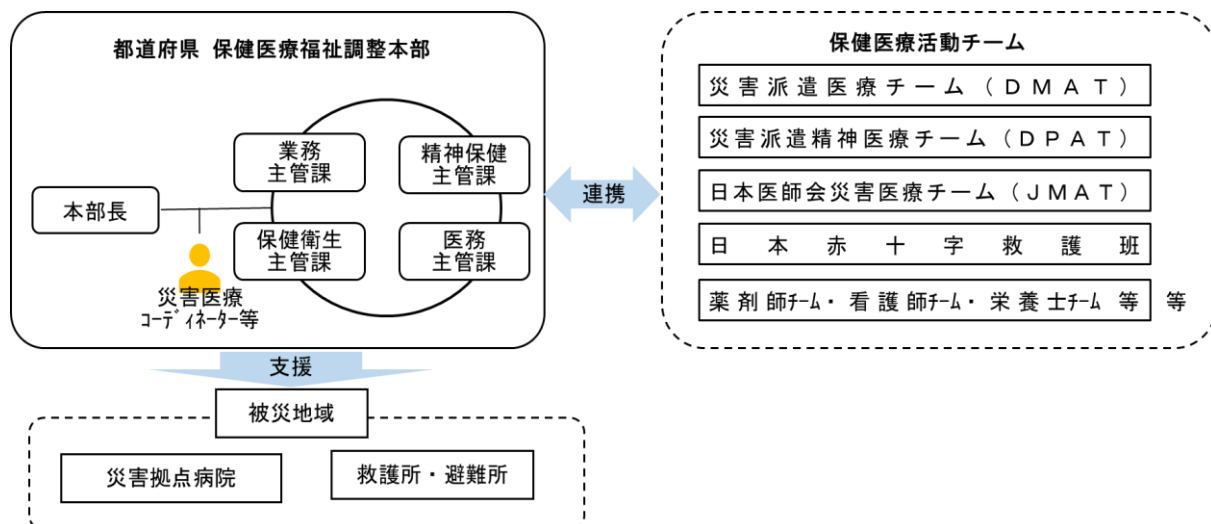 都道府県 保健医療福祉調整本部
業務
主管課
精神保健
主管課
本部長
保健衛生
主管課
医務
主管課
災害医療
ｺｰﾃﾞｨﾈｰﾀｰ等
連携
保健医療活動チーム
災害派遣医療チーム（ＤＭＡＴ）
災害派遣精神医療チーム（ＤＰＡＴ）
日本医師会災害医療チーム（ＪＭＡＴ）
日本赤十字救護班
薬剤師ﾁｰﾑ・看護師ﾁｰﾑ・栄養士ﾁｰﾑ 等 等
支援
被災地域
災害拠点病院
救護所・避難所